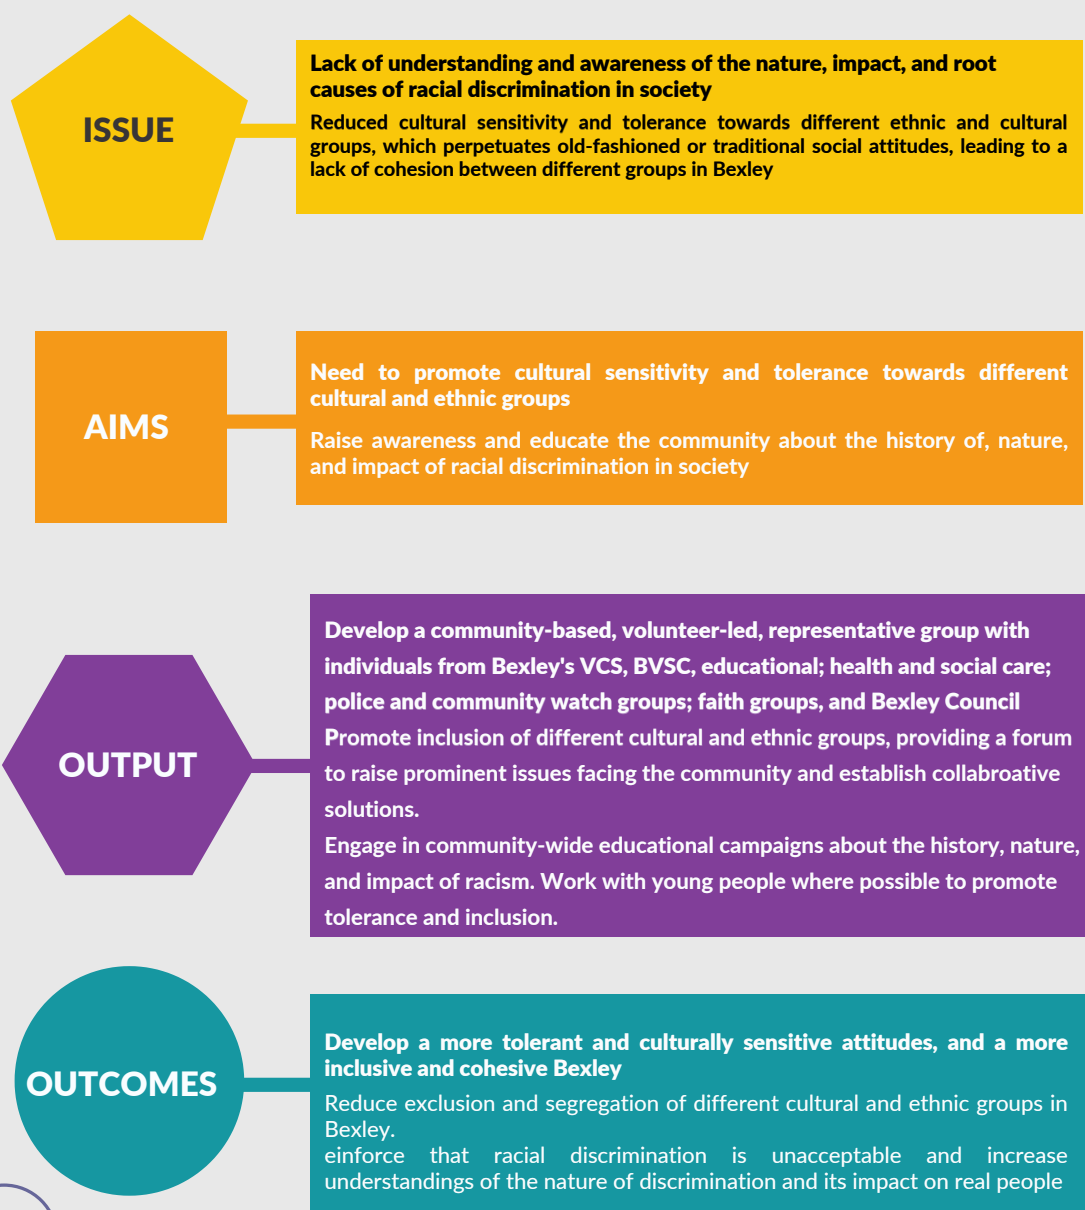 ISSUE
Lack of understanding and awareness of the nature, impact, and root
causes of racial discrimination in society
Reduced cultural sensitivity and tolerance towards different ethnic and cultural
groups, which perpetuates old-fashioned or traditional social attitudes, leading to a
lack of cohesion between different groups in Bexley
AIMS
Need to promote cultural sensitivity and tolerance towards different
cultural and ethnic groups
Raise awareness and educate the community about the history of, nature,
and impact of racial discrimination in society
OUTPUT
Develop a community-based, volunteer-led, representative group with
individuals from Bexley's VCS, BVSC, educational; health and social care;
police and community watch groups; faith groups, and Bexley Council
Promote inclusion of different cultural and ethnic groups, providing a forum
to raise prominent issues facing the community and establish collabroative
solutions.
Engage in community-wide educational campaigns about the history, nature,
and impact of racism. Work with young people where possible to promote
tolerance and inclusion.
OUTCOMES
Develop a more tolerant and culturally sensitive attitudes, and a more
inclusive and cohesive Bexley
Reduce exclusion and segregation of different cultural and ethnic groups in
Bexley.
einforce that racial discrimination is unacceptable and increase
understandings of the nature of discrimination and its impact on real people